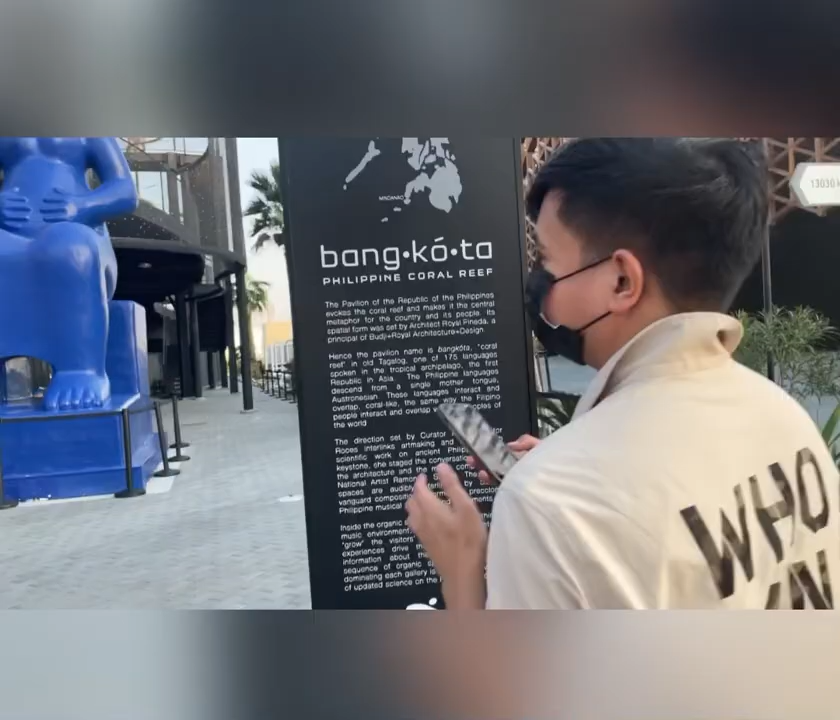 MINDANAO
bang•kó•ta
PHILIPPINE CORAL REEF
The Pavilion of the Republic of the Philippines
evokes the coral reef and makes it the central
metaphor for the country and its people. Its
spatial form was set by Architect Royal Pineda, a
principal of Budji+Royal Architecture+Design.
Hence the pavilion name is bangkóta, "coral
reef" in old Tagalog, one of 175 languages
spoken in the tropical archipelago, the first
Republic in Asia. The Philippine languages
descend from a single mother tongue,
Austronesian. These languages interact and
overlap, coral-like, the same way the Filipino
people interact and overlap peoples of
the world
The direction set by Curator
Roces interlinks artmaking and
scientific work on ancient
keystone, she staged the
the architecture and the
National Artist Ramon
spaces are
vanguard
Philippine musical
Inside the organic
music environment,
"grow" the visitors'
experiences drive
information about
sequence of organic
dominating each gallery is
of updated science on the
13030
WHO